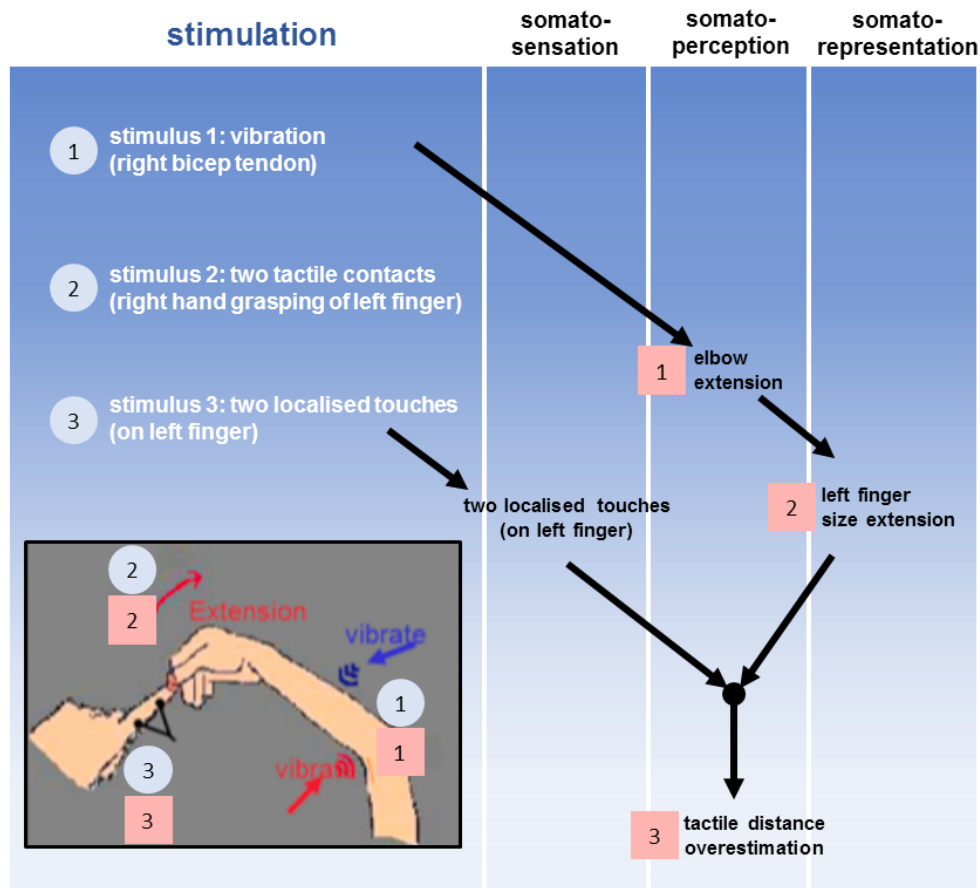 stimulation
somato-
sensation
somato-
perception
somato-
representation
1
stimulus 1: vibration
(right bicep tendon)
2
stimulus 2: two tactile contacts
(right hand grasping of left finger)
1
elbow
extension
3
stimulus 3: two localised touches
(on left finger)
two localised touches
(on left finger)
2
left finger
size extension
2
2
Extension
vibrate
1
1
vibrate
3
3
3
tactile distance
overestimation